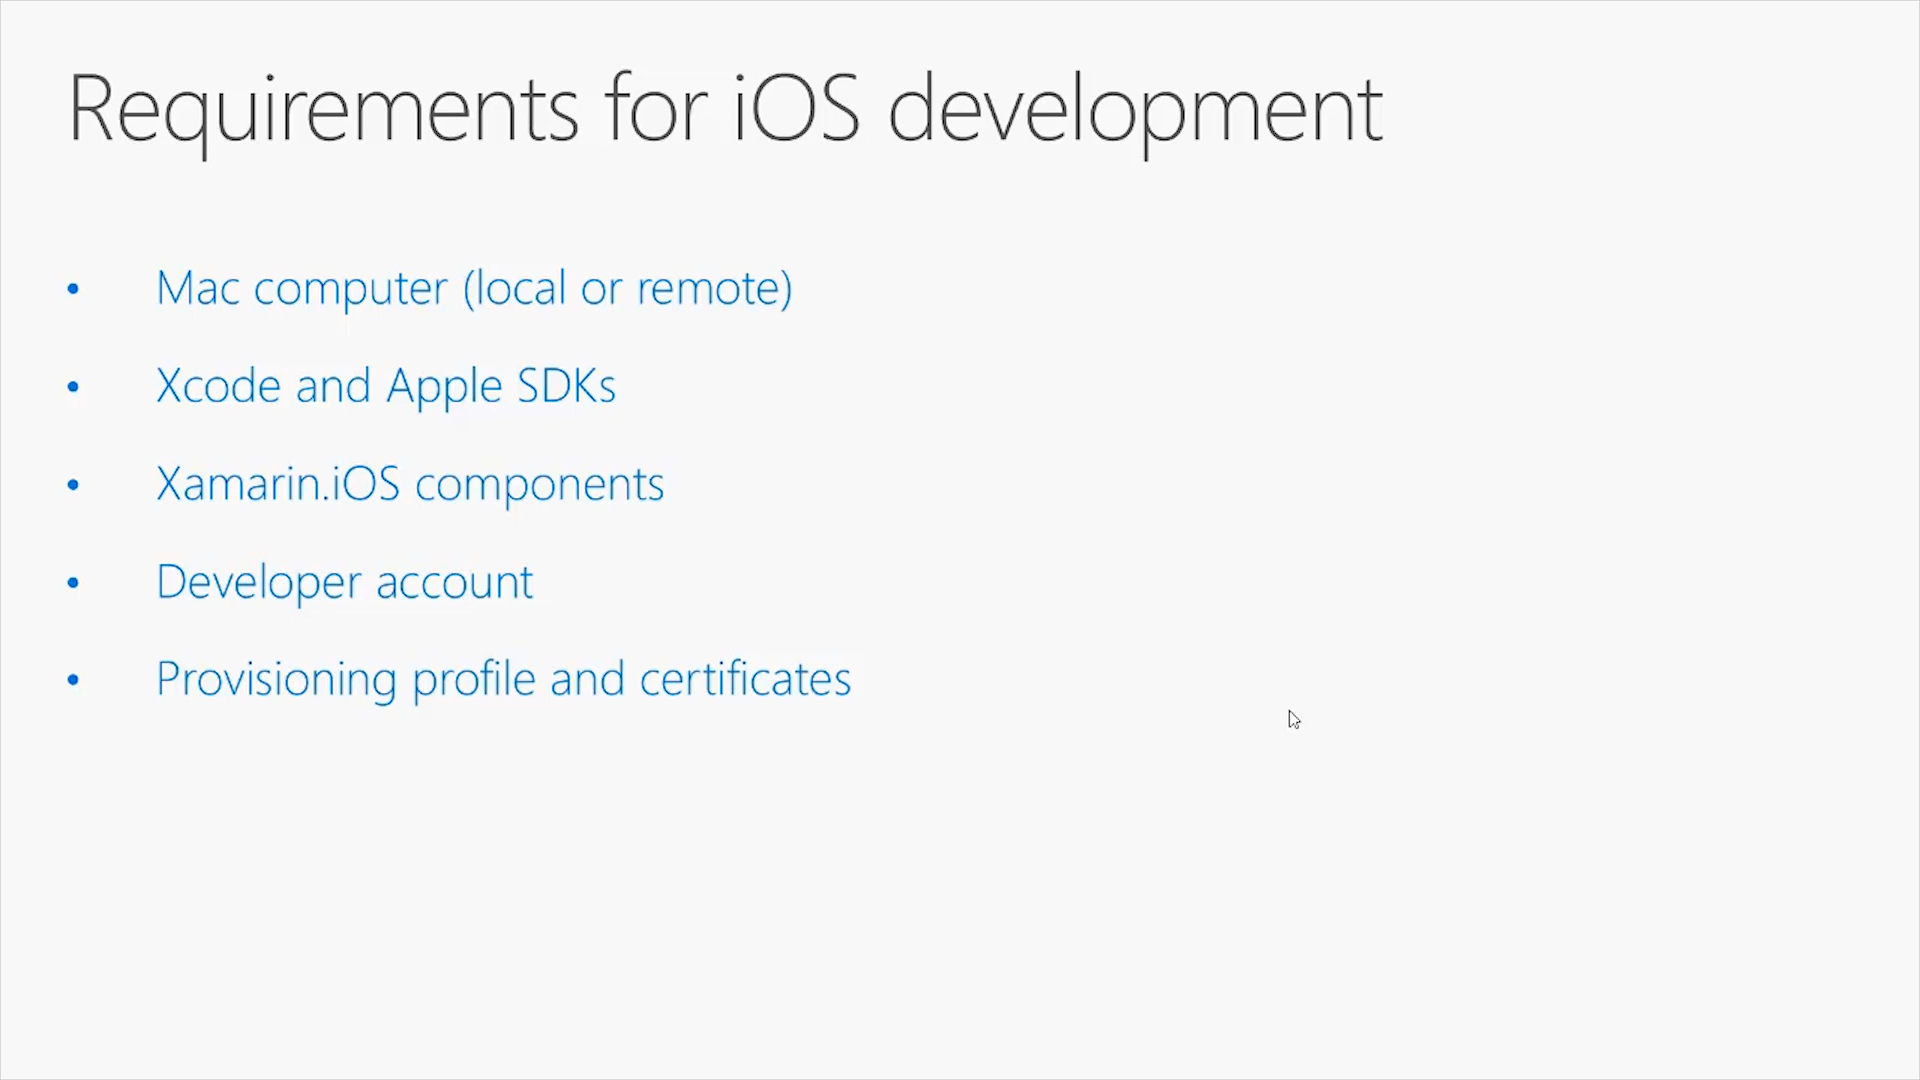 Requirements for iOS development
• Mac computer (local or remote)
• Xcode and Apple SDKs
• Xamarin.iOS components
• Developer account
• Provisioning profile and certificates